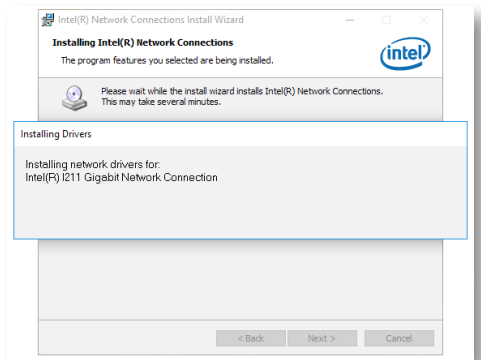 Intel(R) Network Connections Install Wizard
Installing Intel(R) Network Connections
The program features you selected are being installed.
intel
Please wait while the install wizard installs Intel(R) Network Connections.
This may take several minutes.
Installing Drivers
Installing network drivers for:
Intel(R) I211 Gigabit Network Connection
< Back Next > Cancel